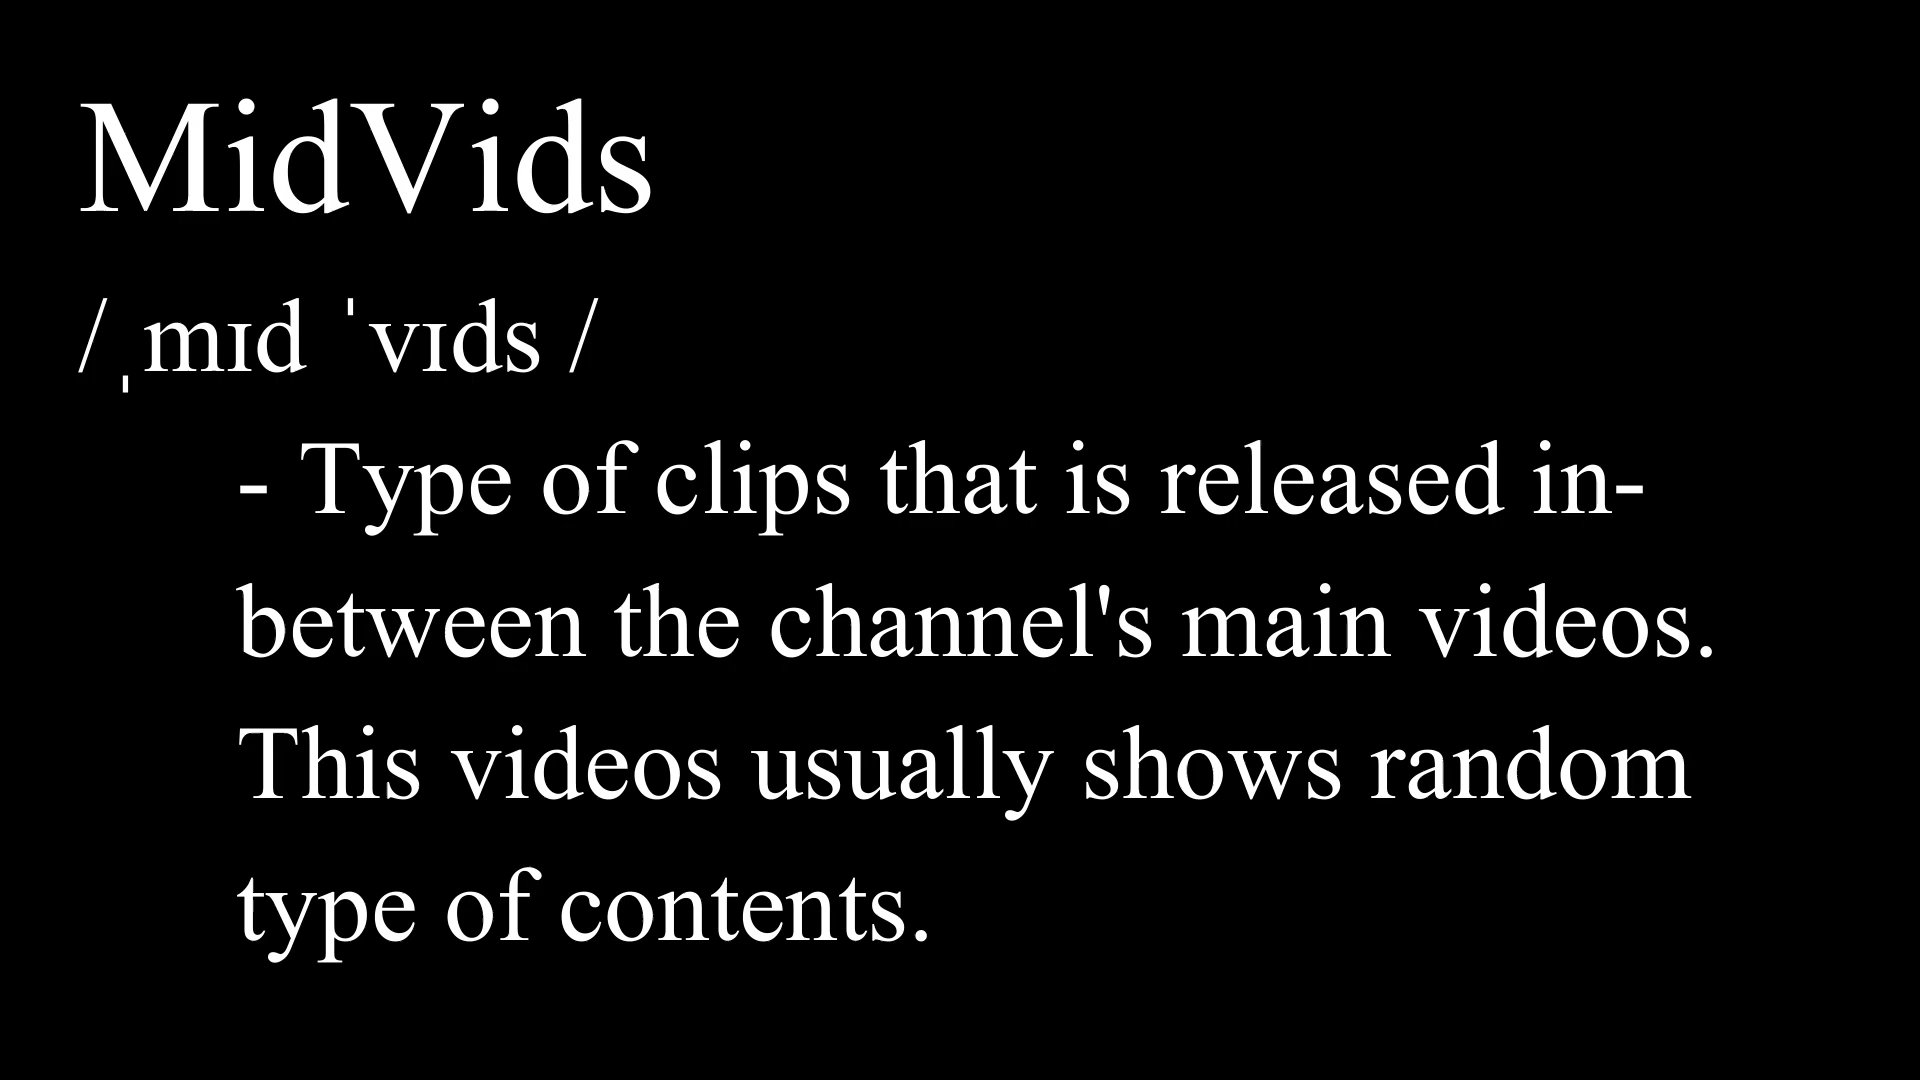 MidVids
/ˌmɪd ˈvɪds /
- Type of clips that is released in-
between the channel's main videos.
This videos usually shows random
type of contents.